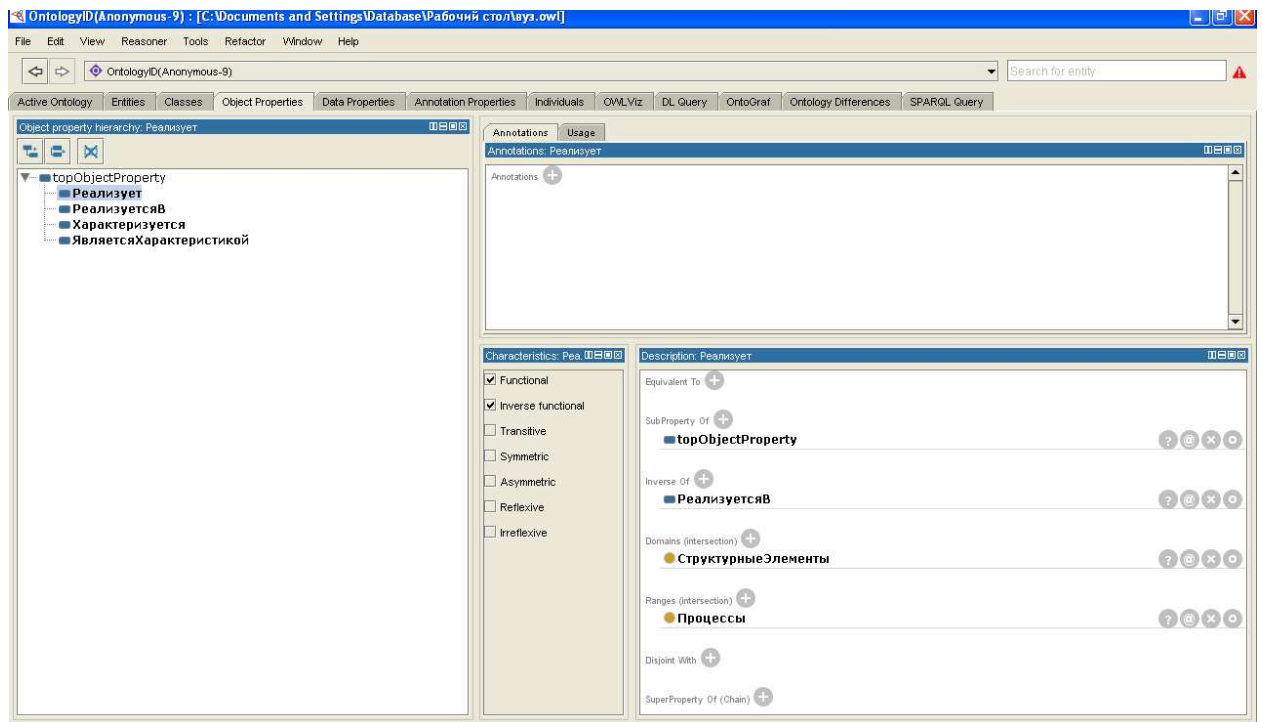 OntologyID(Anonymous-9) : [C:\Documents and Settings\Database\Рабочий стол\вуз.owl]
File Edit View Reasoner Tools Refactor Window Help
OntologyID(Anonymous-9)
Search for entity
Active Ontology Entities Classes Object Properties Data Properties Annotation Properties Individuals OWLViz DL Query OntoGraf Ontology Differences SPARQL Query
Object property hierarchy: Реализует
topObjectProperty
Реализует
РеализуетсяВ
Характеризуется
ЯвляетсяХарактеристикой
Annotations Usage
Annotations: Реализует
Annotations
Characteristics: Реа
Functional
Inverse functional
Transitive
Symmetric
Asymmetric
Reflexive
Irreflexive
Description: Реализует
Equivalent To
SubProperty Of
topObjectProperty
Inverse Of
РеализуетсяВ
Domains (intersection)
СтруктурныеЭлементы
Ranges (intersection)
Процессы
Disjoint With
SuperProperty Of (Chain)